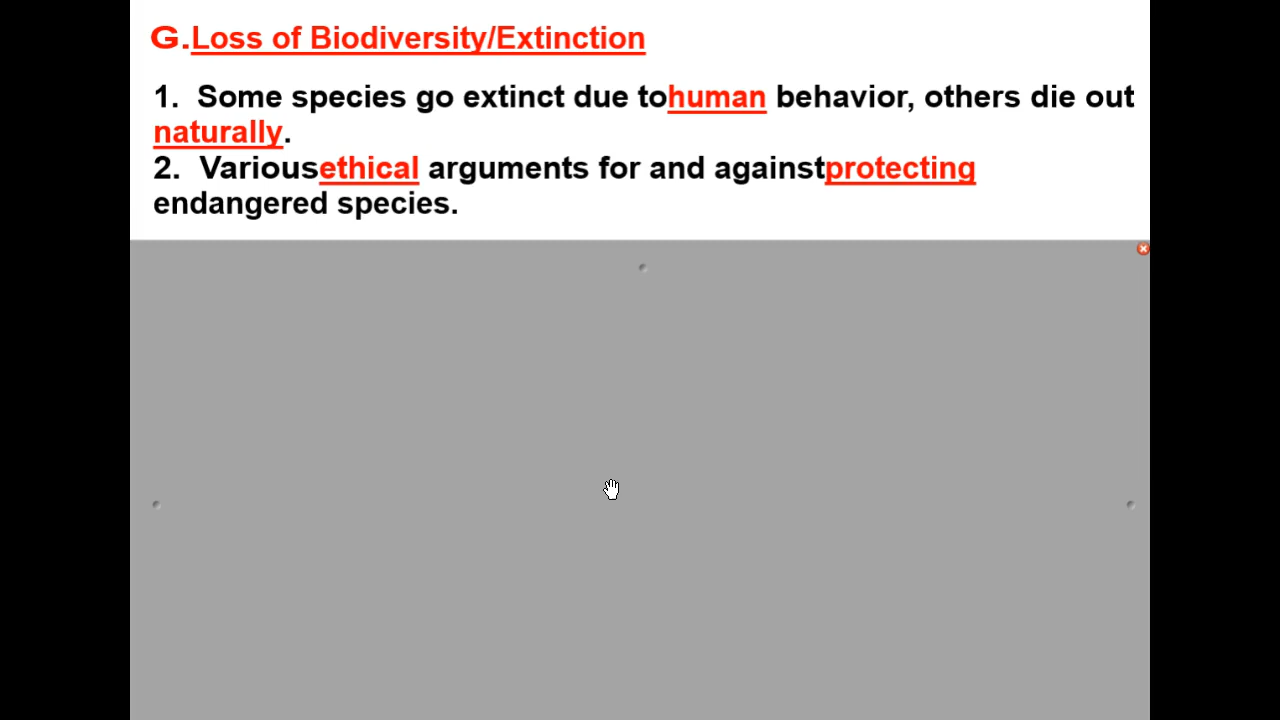 G.Loss of Biodiversity/Extinction
1. Some species go extinct due tohuman behavior, others die out
naturally.
2. Variousethical arguments for and againstprotecting
endangered species.